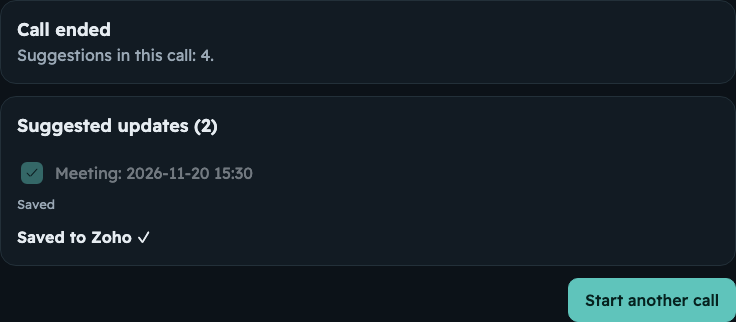 Call ended
Suggestions in this call: 4.
Suggested updates (2)
Meeting: 2026-11-20 15:30
Saved
Saved to Zoho ✓
Start another call